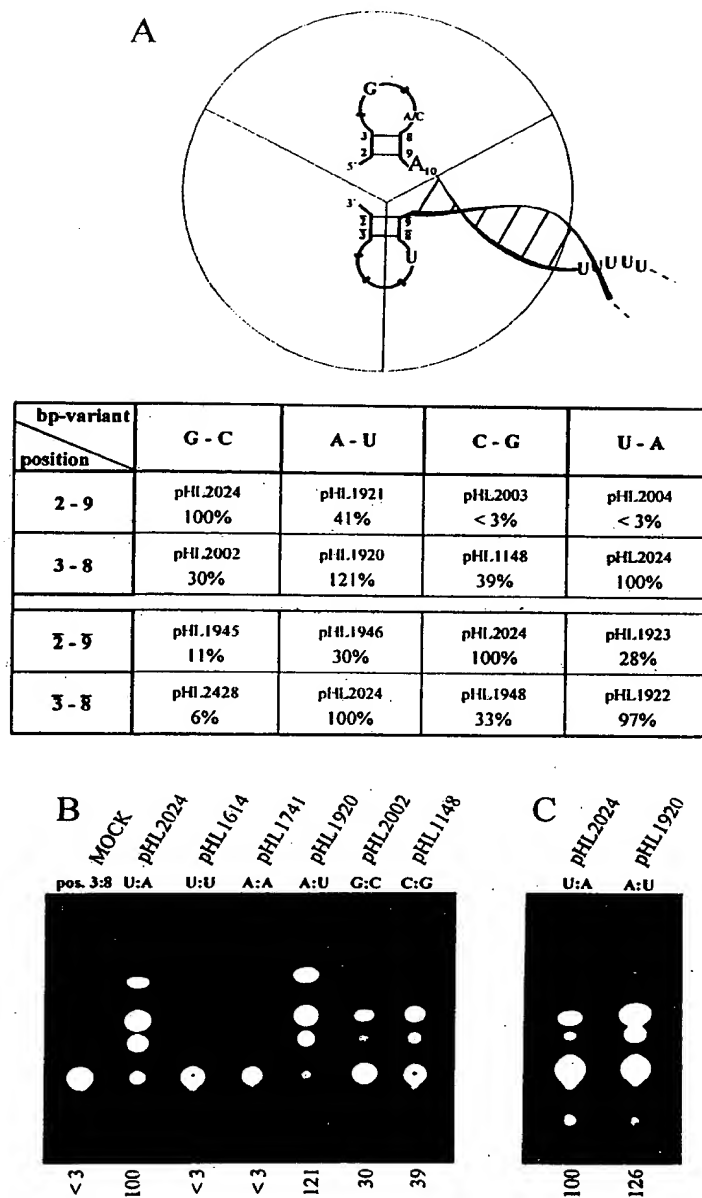 A
G
A/C
3 8
2 9
5´ A10
3´
2̅ 9̅
3̅ 8̅
U
U U U U U
bp-variant
position
G - C A - U C - G U - A
2 - 9
pHL2024 pHL1921 pHL2003 pHL2004
100% 41% < 3% < 3%
3 - 8
pHL2002 pHL1920 pHL1148 pHL2024
30% 121% 39% 100%
2̅ - 9̅
pHL1945 pHL1946 pHL2024 pHL1923
11% 30% 100% 28%
3̅ - 8̅
pHL2428 pHL2024 pHL1948 pHL1922
6% 100% 33% 97%
B
MOCK pHL2024 pHL1614 pHL1741 pHL1920 pHL2002 pHL1148
pos. 3:8 U:A U:U A:A A:U G:C C:G
< 3 100 < 3 < 3 121 30 39
C
pHL2024 pHL1920
U:A A:U
100 126